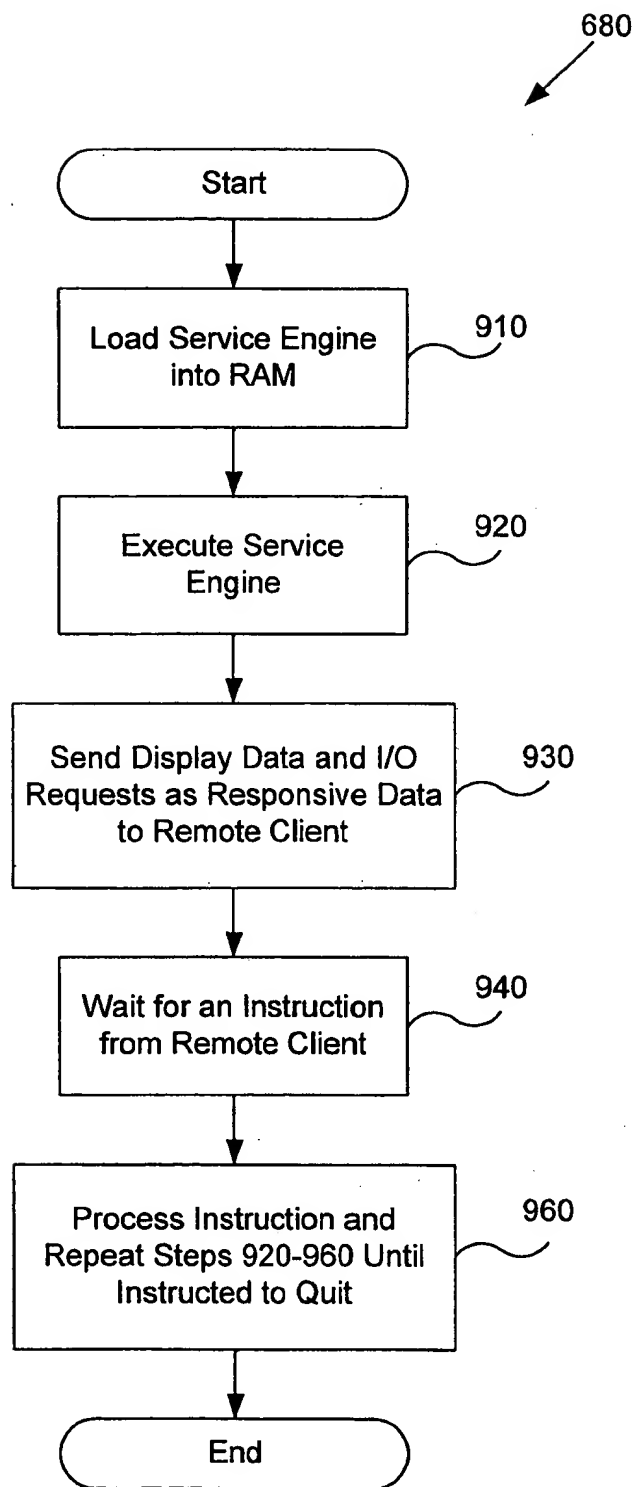 680
Start
Load Service Engine
into RAM
910
Execute Service
Engine
920
Send Display Data and I/O
Requests as Responsive Data
to Remote Client
930
Wait for an Instruction
from Remote Client
940
Process Instruction and
Repeat Steps 920-960 Until
Instructed to Quit
960
End